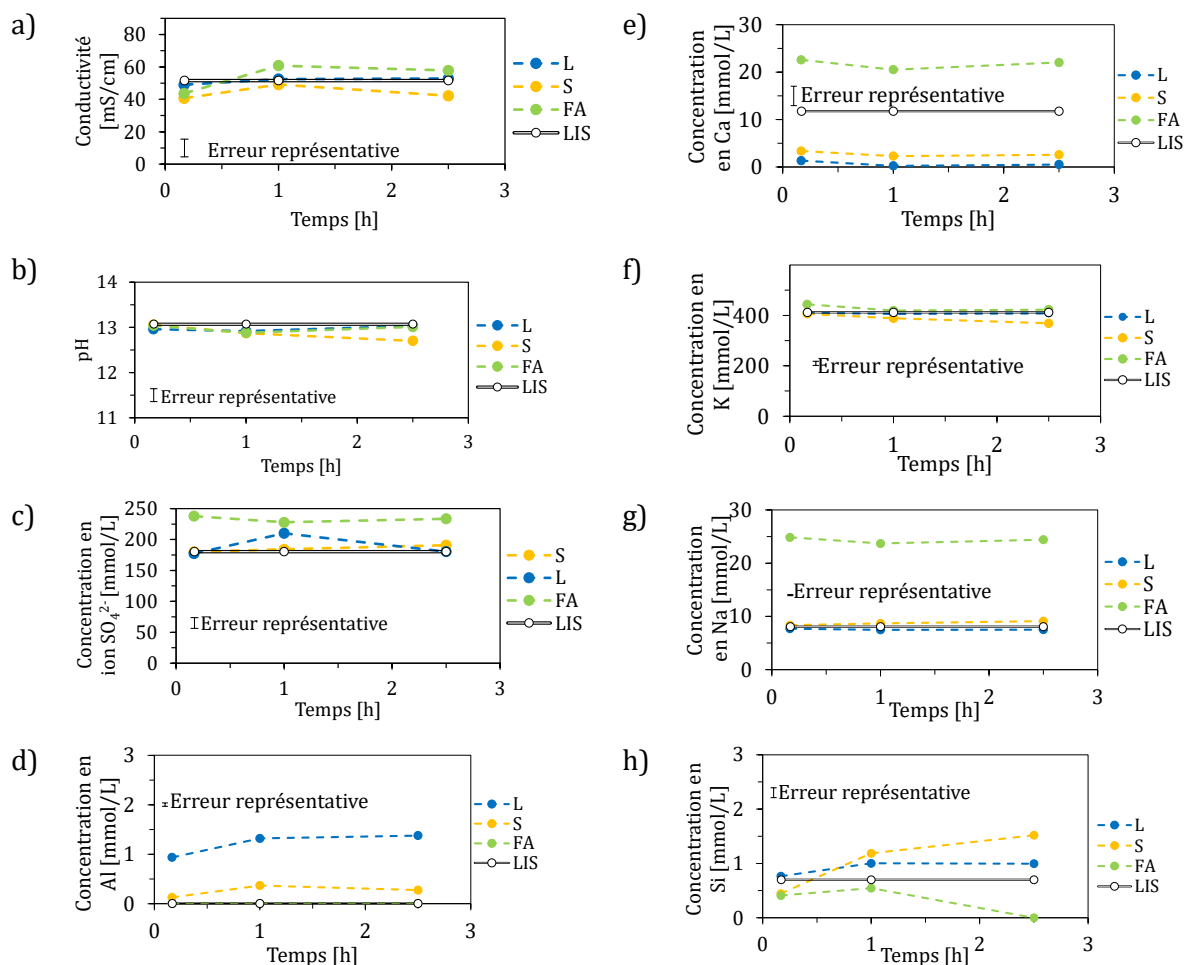 a)
Conductivité
[mS/cm]
80
60
40
20
0
0
1
2
3
Temps [h]
Erreur représentative
L
S
FA
LIS
b)
pH
14
13
12
11
0
1
2
3
Temps [h]
Erreur représentative
L
S
FA
LIS
c)
Concentration en
ion SO₄²⁻ [mmol/L]
250
225
200
175
150
125
100
75
50
25
0
0
1
2
3
Temps [h]
Erreur représentative
S
L
FA
LIS
d)
Concentration en
Al [mmol/L]
3
2
1
0
0
1
2
3
Temps [h]
Erreur représentative
L
S
FA
LIS
e)
Concentration
en Ca [mmol/L]
30
20
10
0
0
1
2
3
Temps [h]
Erreur représentative
L
S
FA
LIS
f)
Concentration en
K [mmol/L]
400
200
0
0
1
2
3
Temps [h]
Erreur représentative
L
S
FA
LIS
g)
Concentration
en Na [mmol/L]
30
20
10
0
0
1
2
3
Temps [h]
Erreur représentative
L
S
FA
LIS
h)
Concentration en
Si [mmol/L]
3
2
1
0
0
1
2
3
Temps [h]
Erreur représentative
L
S
FA
LIS